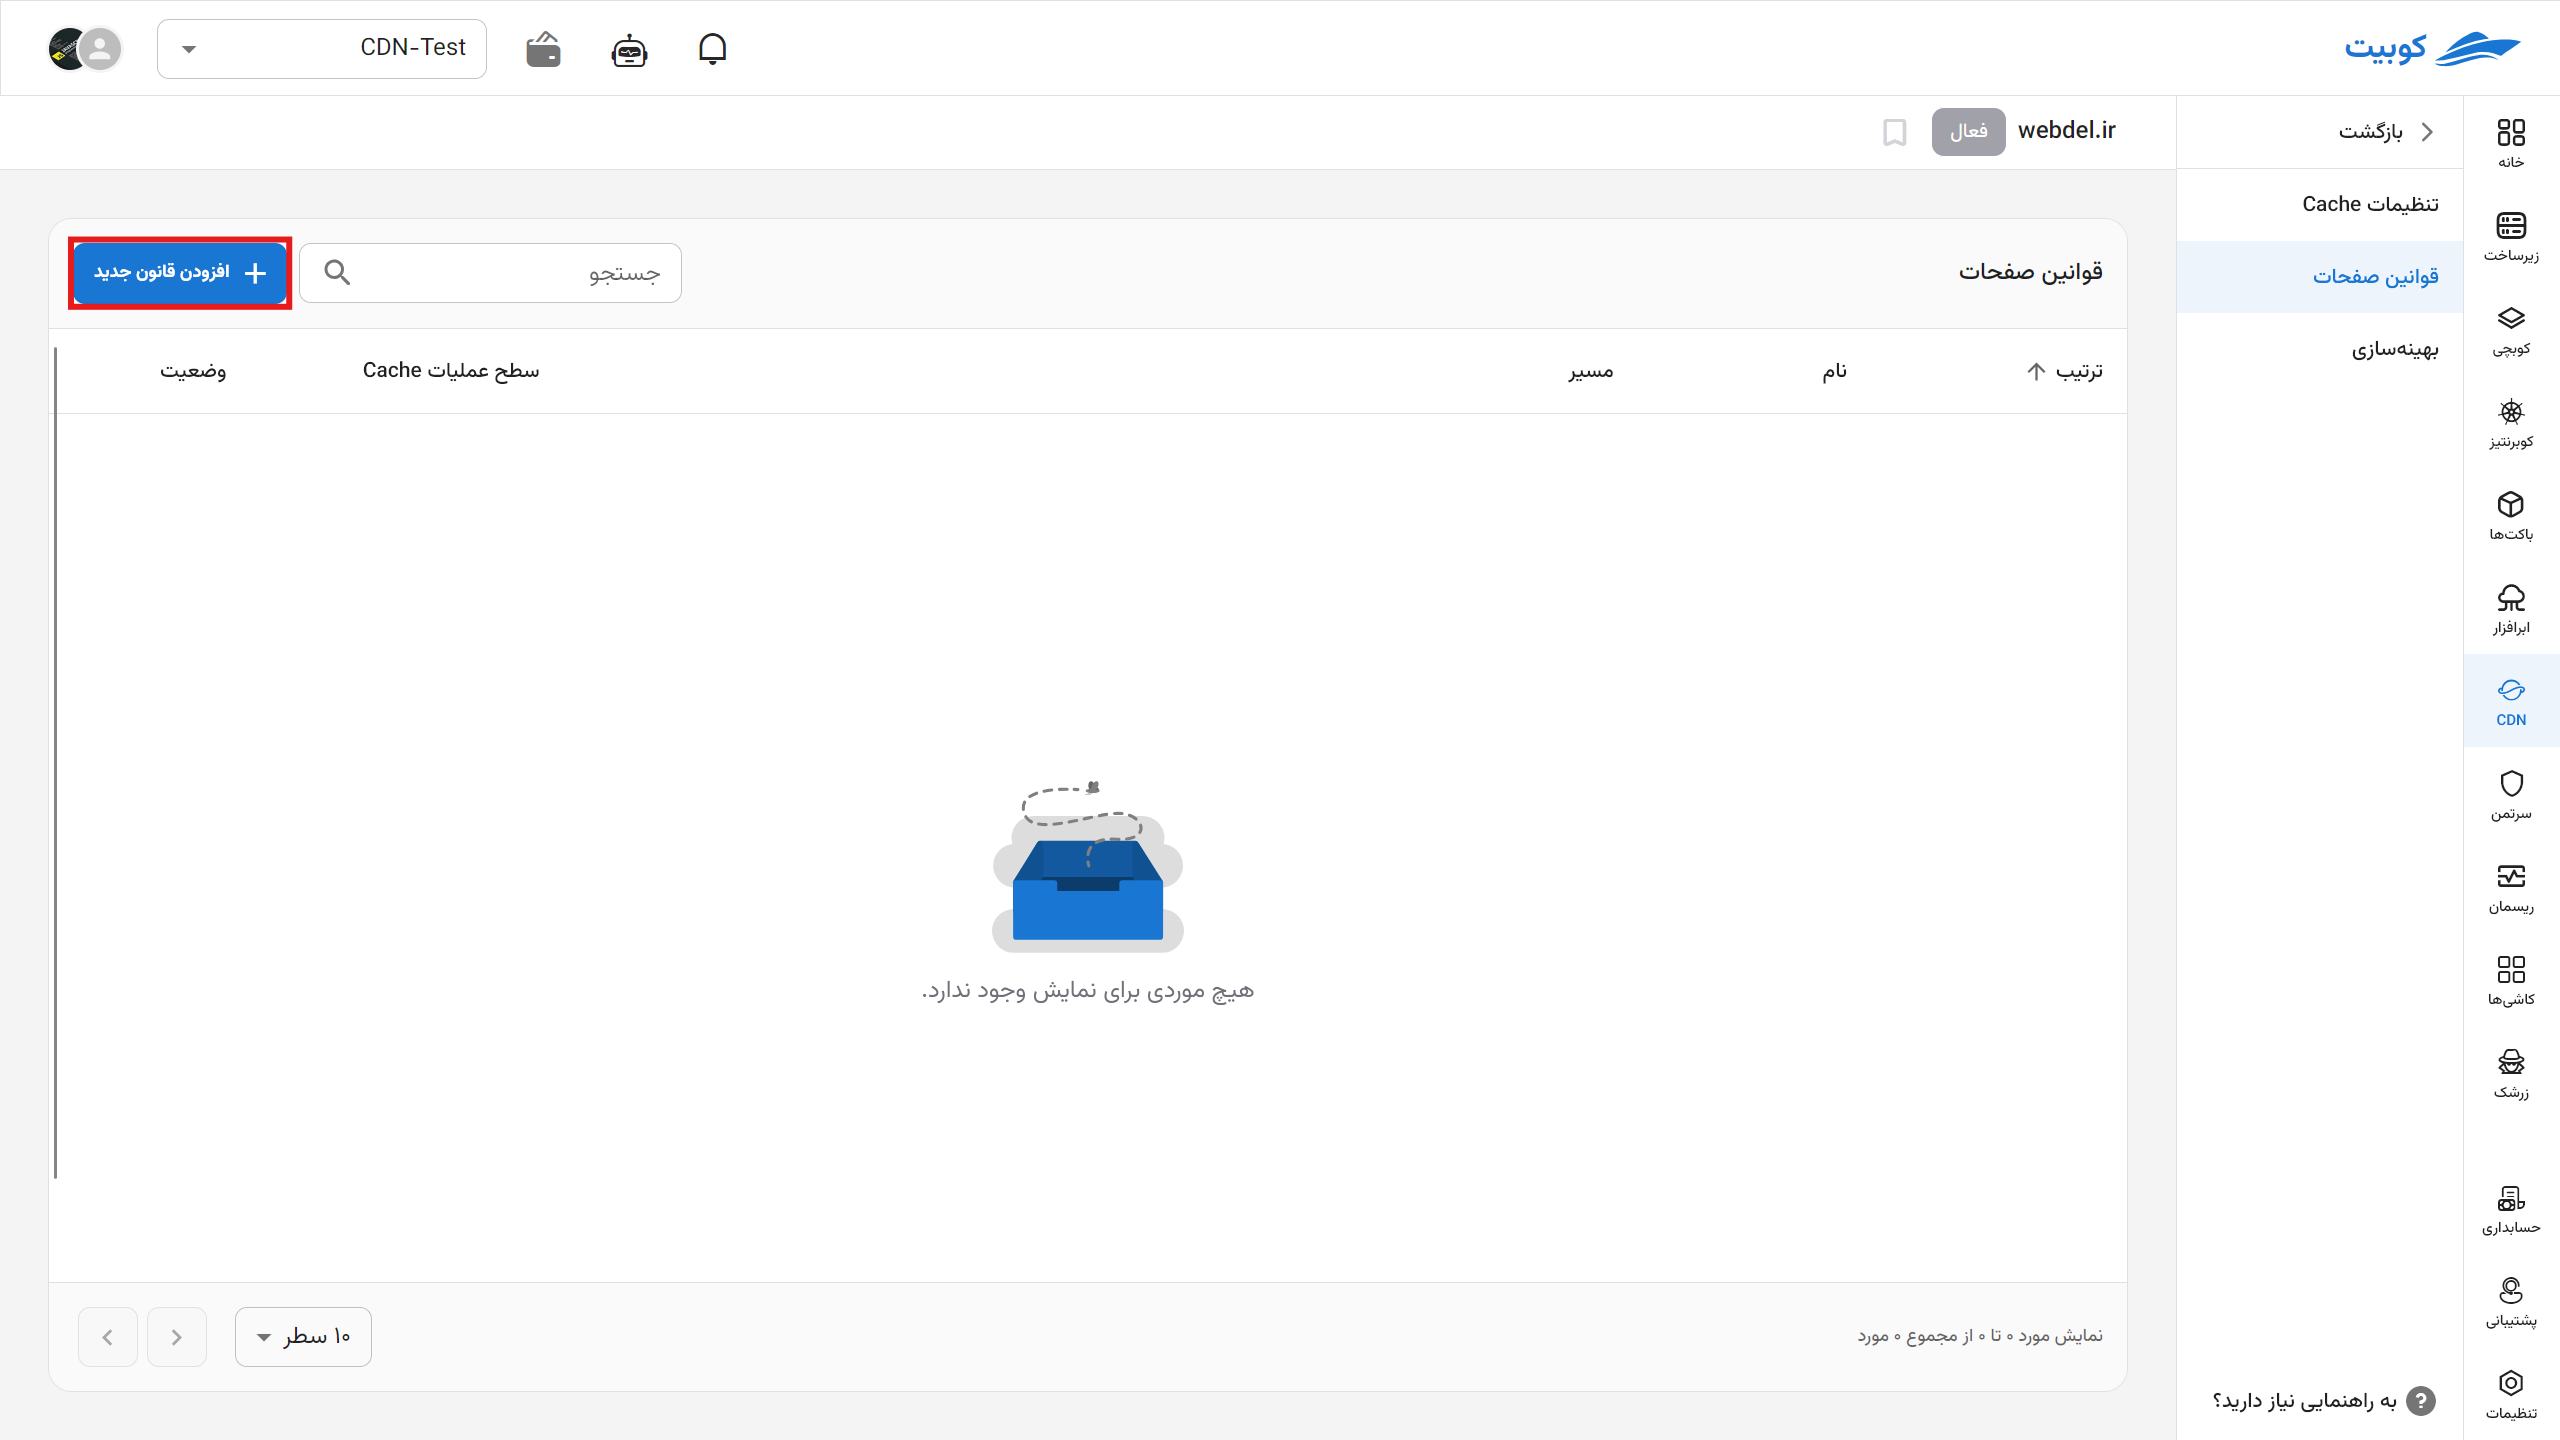 کوبیت
CDN-Test
خانه
زیرساخت
کوبچی
کوبرنتیز
باکت‌ها
ابرافزار
CDN
سرتمن
ریسمان
کاشی‌ها
زرشک
حسابداری
پشتیبانی
تنظیمات
بازگشت
تنظیمات Cache
قوانین صفحات
بهینه‌سازی
به راهنمایی نیاز دارید؟
webdel.ir
فعال
قوانین صفحات
جستجو
افزودن قانون جدید
ترتیب نام مسیر سطح عملیات Cache وضعیت
هیچ موردی برای نمایش وجود ندارد.
نمایش مورد ۰ تا ۰ از مجموع ۰ مورد
۱۰ سطر